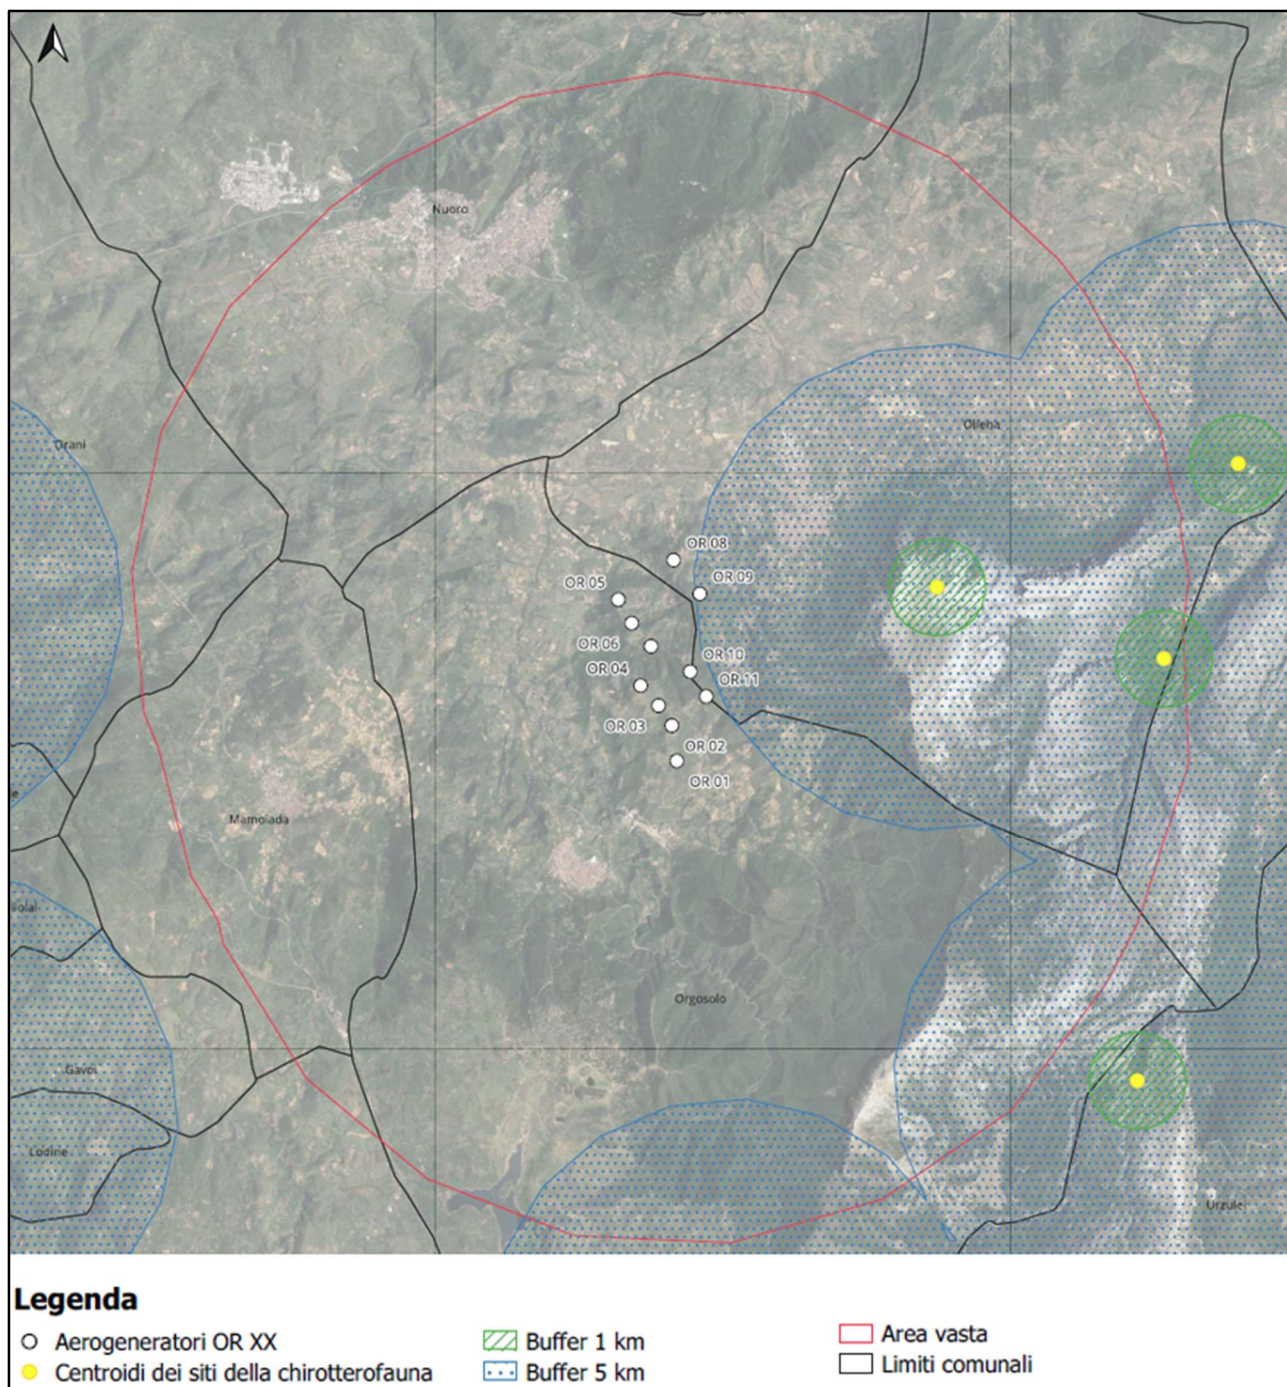 Nuoro
Orani
Oliena
OR 08
OR 09
OR 05
OR 06
OR 10
OR 04
OR 11
OR 03
OR 02
OR 01
Mamoiada
Orgosolo
Gavoi
Lodine
Urzulei
Legenda
Aerogeneratori OR XX
Centroidi dei siti della chirotterofauna
Buffer 1 km
Buffer 5 km
Area vasta
Limiti comunali